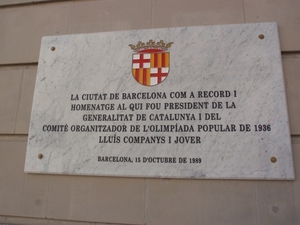 LA CIUTAT DE BARCELONA COM A RECORD I
HOMENATGE AL QUI FOU PRESIDENT DE LA
GENERALITAT DE CATALUNYA I DEL
COMITÉ ORGANITZADOR DE L'OLIMPÍADA POPULAR DE 1936
LLUÍS COMPANYS I JOVER
BARCELONA, 15 D'OCTUBRE DE 1989